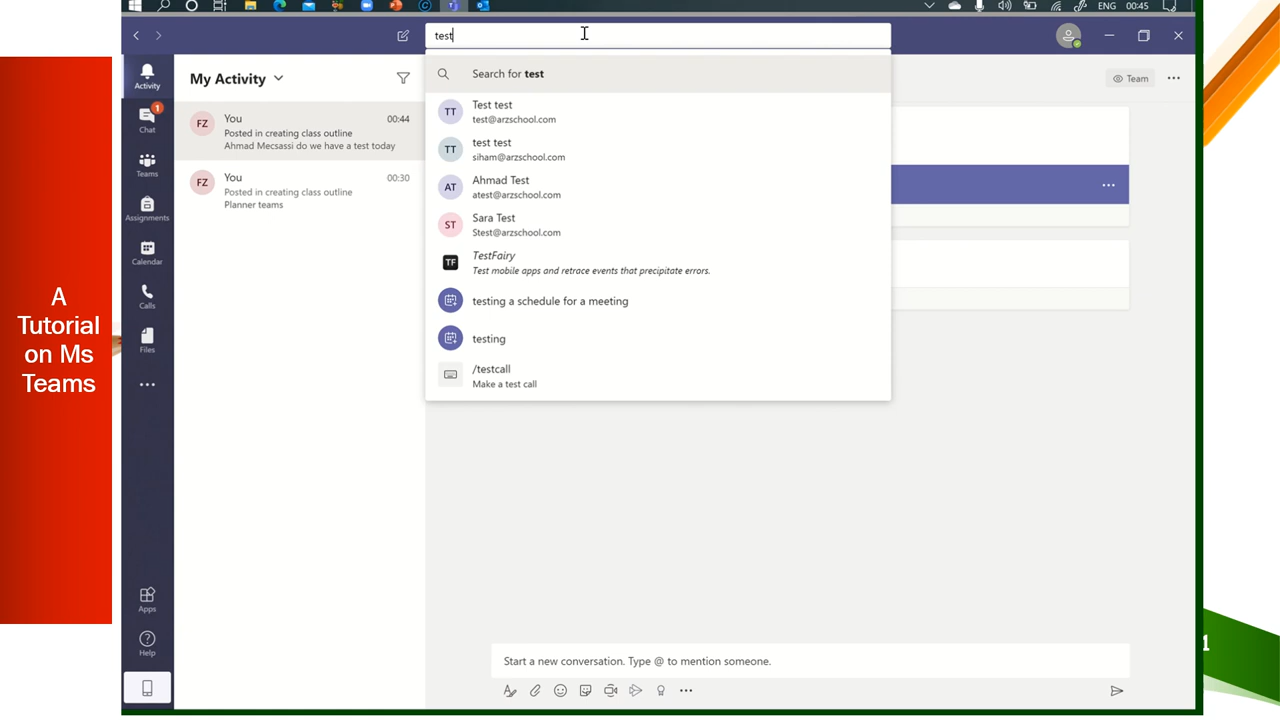 ENG 00:45
test
Search for test
Test test
test@arzschool.com
test test
siham@arzschool.com
Ahmad Test
atest@arzschool.com
Sara Test
Stest@arzschool.com
TestFairy
Test mobile apps and retrace events that precipitate errors.
testing a schedule for a meeting
testing
/testcall
Make a test call
TT
TT
AT
ST
TF
Team
My Activity
FZ
You 00:44
Posted in creating class outline
Ahmad Mecsassi do we have a test today
FZ
You 00:30
Posted in creating class outline
Planner teams
Activity
1
Chat
Teams
Assignments
Calendar
Calls
Files
Apps
Help
Start a new conversation. Type @ to mention someone.
A
Tutorial
on Ms
Teams
1